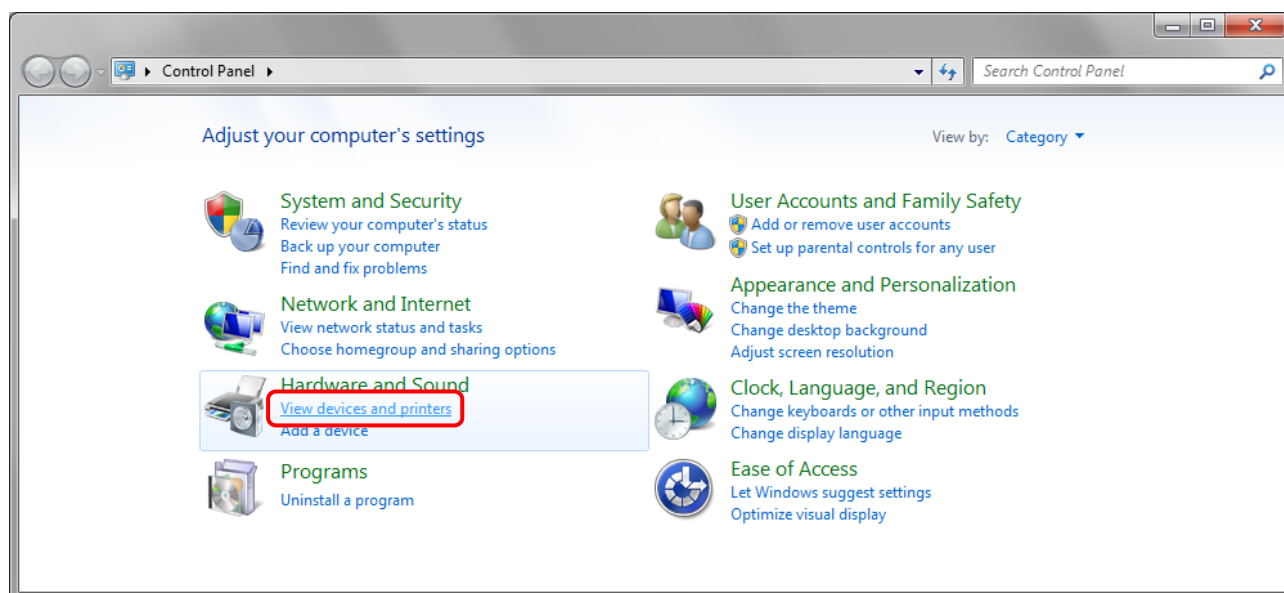 Control Panel
Search Control Panel
Adjust your computer's settings
View by: Category
System and Security
Review your computer's status
Back up your computer
Find and fix problems
Network and Internet
View network status and tasks
Choose homegroup and sharing options
Hardware and Sound
View devices and printers
Add a device
Programs
Uninstall a program
User Accounts and Family Safety
Add or remove user accounts
Set up parental controls for any user
Appearance and Personalization
Change the theme
Change desktop background
Adjust screen resolution
Clock, Language, and Region
Change keyboards or other input methods
Change display language
Ease of Access
Let Windows suggest settings
Optimize visual display